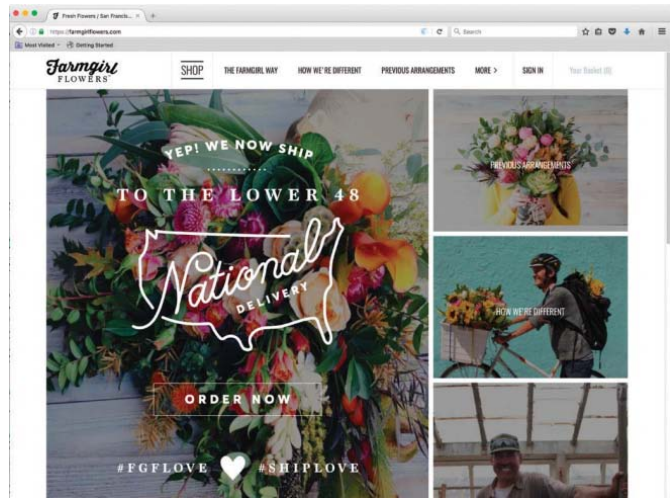 Fresh Flowers | San Francis...
https://farmgirlflowers.com
Search
Most Visited
Getting Started
Farmgirl
FLOWERS
SHOP
THE FARMGIRL WAY
HOW WE'RE DIFFERENT
PREVIOUS ARRANGEMENTS
MORE >
SIGN IN
Your Basket (0)
YEP! WE NOW SHIP
TO THE LOWER 48
National
DELIVERY
ORDER NOW
#FGFLOVE
#SHIPLOVE
PREVIOUS ARRANGEMENTS
HOW WE'RE DIFFERENT